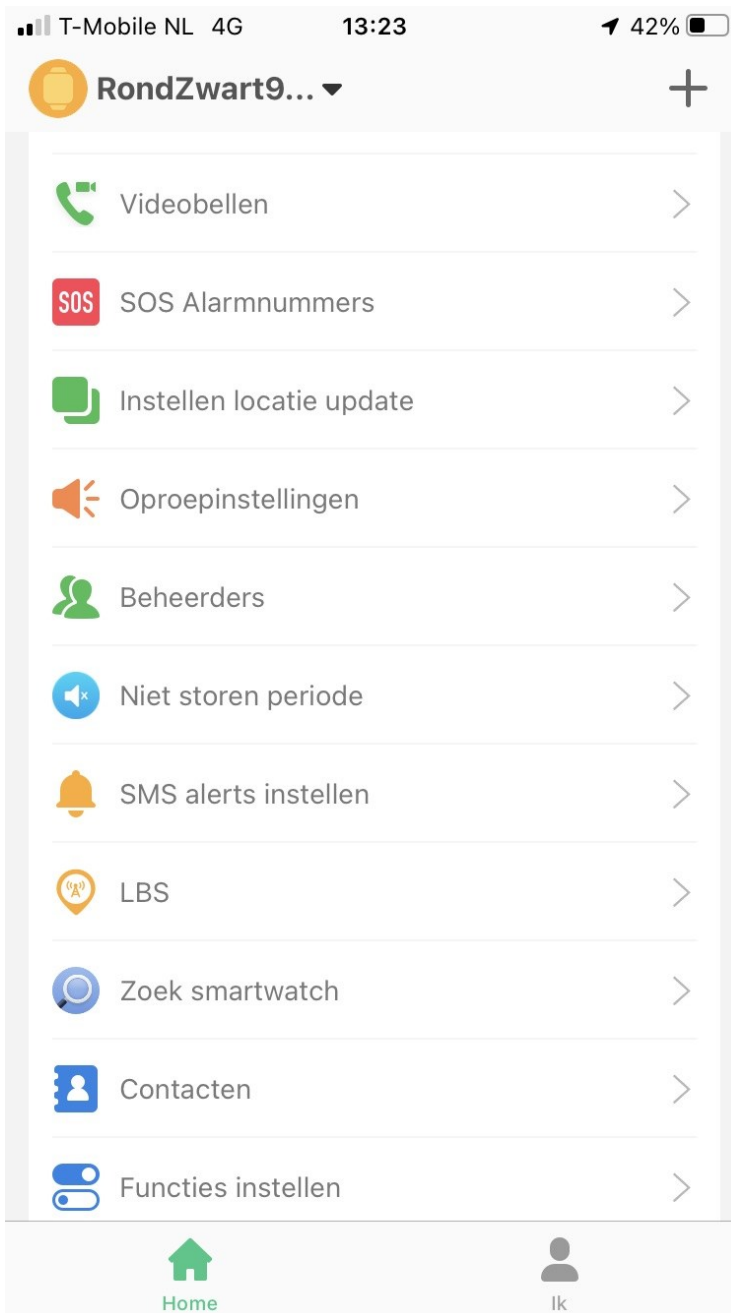 T-Mobile NL 4G 13:23 42%
RondZwart9...
Videobellen
SOS SOS Alarmnummers
Instellen locatie update
Oproepinstellingen
Beheerders
Niet storen periode
SMS alerts instellen
LBS
Zoek smartwatch
Contacten
Functies instellen
Home Ik